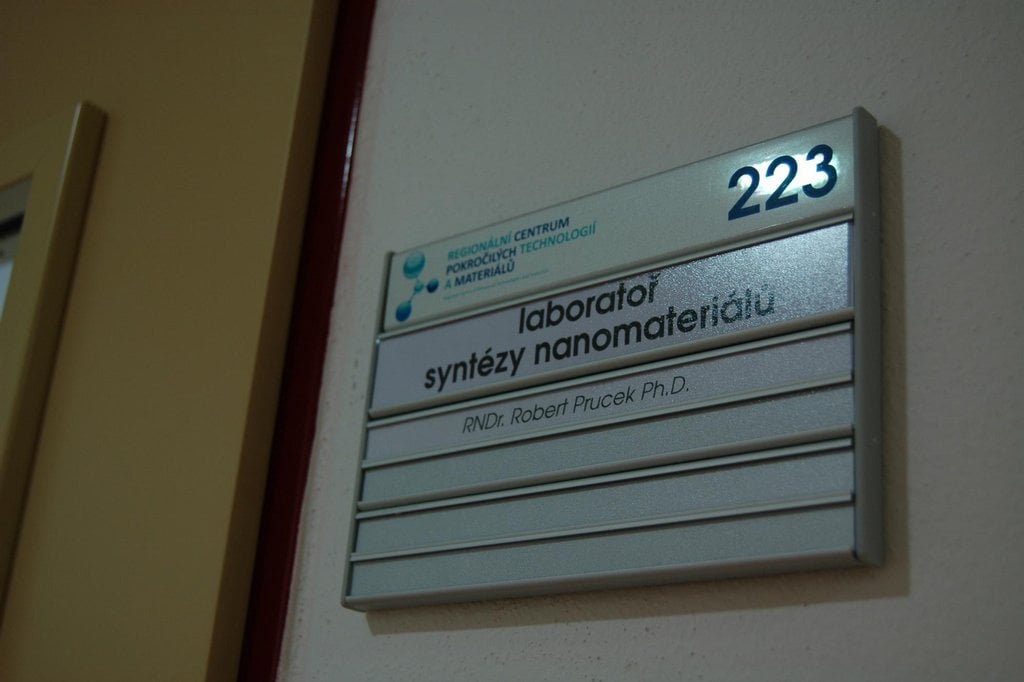 223
REGIONÁLNÍ CENTRUM
POKROČILÝCH TECHNOLOGIÍ
A MATERIÁLŮ
laboratoř
syntézy nanomateriálů
RNDr. Robert Prucek Ph.D.